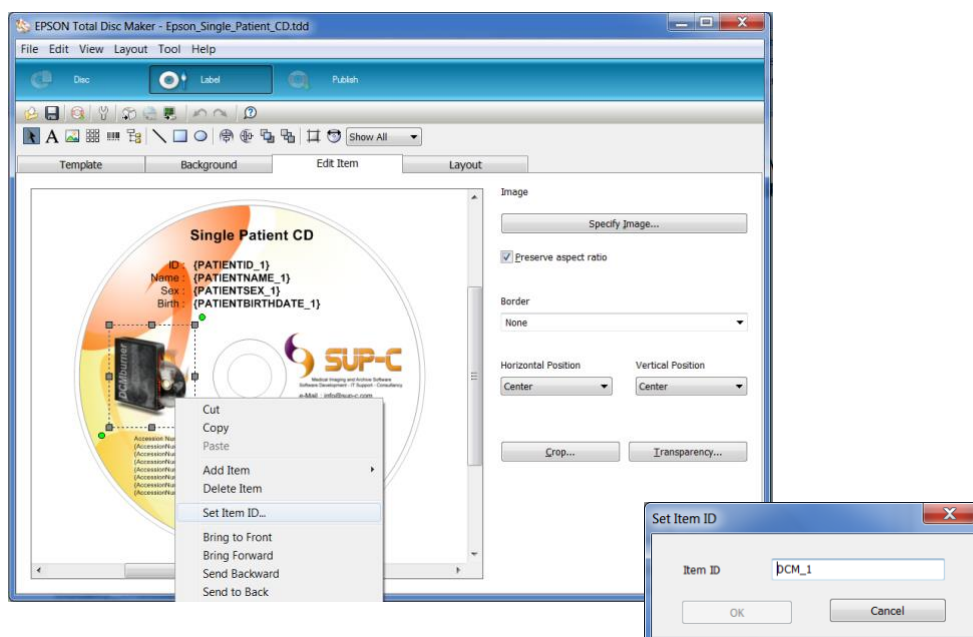 EPSON Total Disc Maker - Epson_Single_Patient_CD.tdd
File Edit View Layout Tool Help
Disc Label Publish
A Show All
Template Background Edit Item Layout
Single Patient CD
ID : {PATIENTID_1}
Name : {PATIENTNAME_1}
Sex : {PATIENTSEX_1}
Birth : {PATIENTBIRTHDATE_1}
DCMburner
SUP-C
Medical Imaging and Archive Software
Software Development - IT Support - Consultancy
e-Mail : info@sup-c.com
Accession
Cut
Copy
Paste
Add Item
Delete Item
Set Item ID...
Bring to Front
Bring Forward
Send Backward
Send to Back
Image
Specify Image...
Preserve aspect ratio
Border
None
Horizontal Position Vertical Position
Center Center
Crop... Transparency...
Set Item ID
Item ID DCM_1
OK Cancel